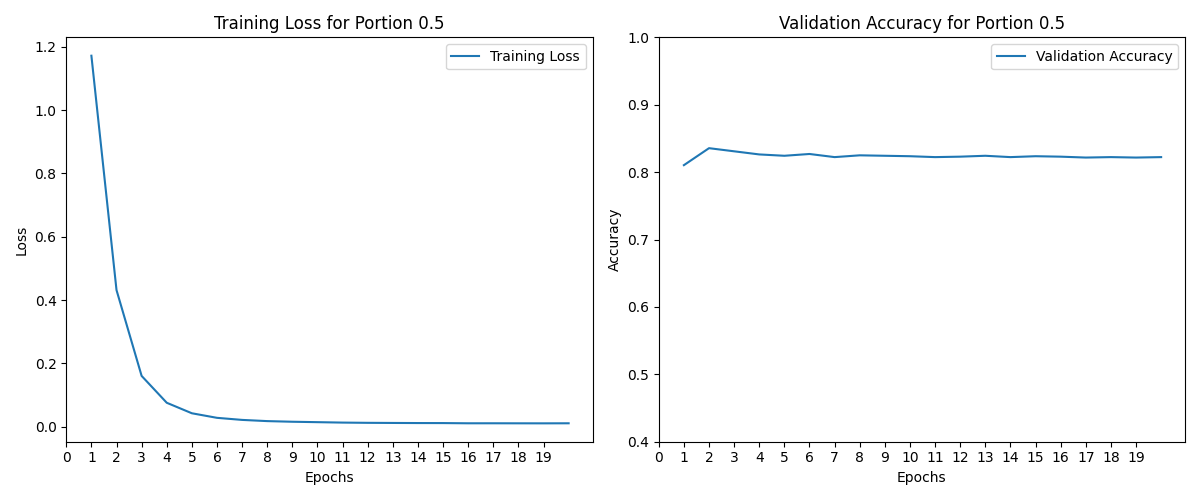 Training Loss for Portion 0.5
Training Loss
1.2
1.0
0.8
0.6
0.4
0.2
0.0
Loss
0 1 2 3 4 5 6 7 8 9 10 11 12 13 14 15 16 17 18 19
Epochs
Validation Accuracy for Portion 0.5
Validation Accuracy
1.0
0.9
0.8
0.7
0.6
0.5
0.4
Accuracy
0 1 2 3 4 5 6 7 8 9 10 11 12 13 14 15 16 17 18 19
Epochs